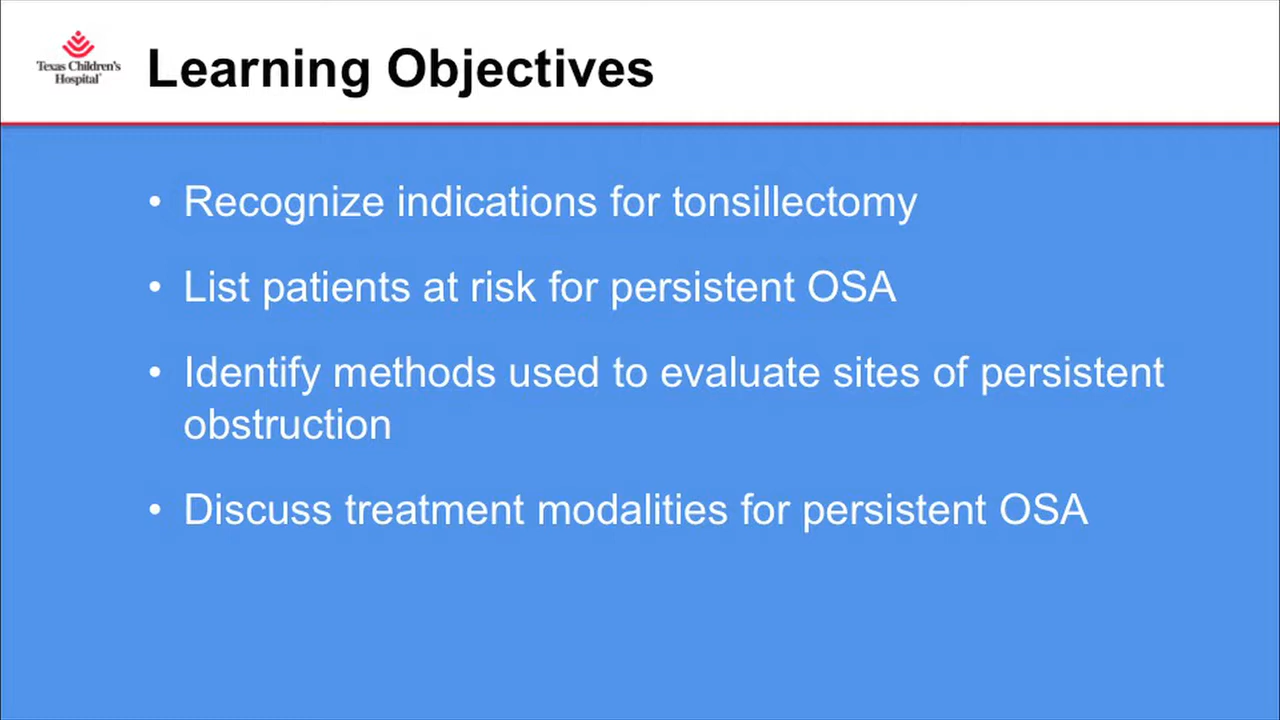 Texas Children's
Hospital
Learning Objectives
• Recognize indications for tonsillectomy
• List patients at risk for persistent OSA
• Identify methods used to evaluate sites of persistent
obstruction
• Discuss treatment modalities for persistent OSA